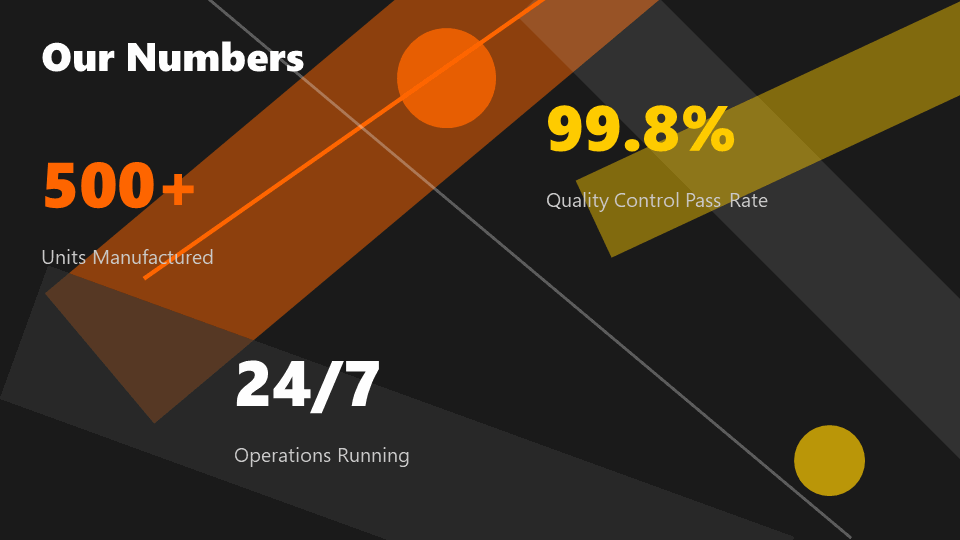 Our Numbers
500+
Units Manufactured
99.8%
Quality Control Pass Rate
24/7
Operations Running